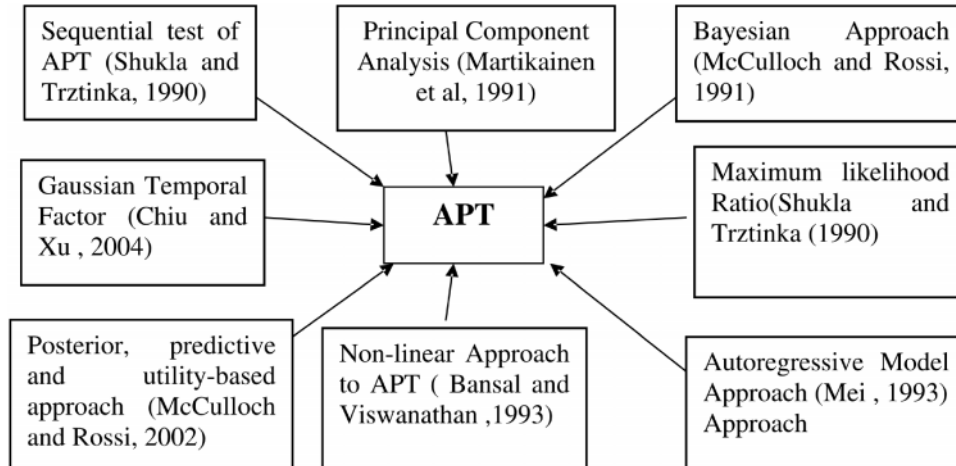 Sequential test of
APT (Shukla and
Trztinka, 1990)
Principal Component
Analysis (Martikainen
et al, 1991)
Bayesian Approach
(McCulloch and Rossi,
1991)
Gaussian Temporal
Factor (Chiu and
Xu , 2004)
APT
Maximum likelihood
Ratio(Shukla and
Trztinka (1990)
Posterior, predictive
and utility-based
approach (McCulloch
and Rossi, 2002)
Non-linear Approach
to APT ( Bansal and
Viswanathan ,1993)
Autoregressive Model
Approach (Mei , 1993)
Approach